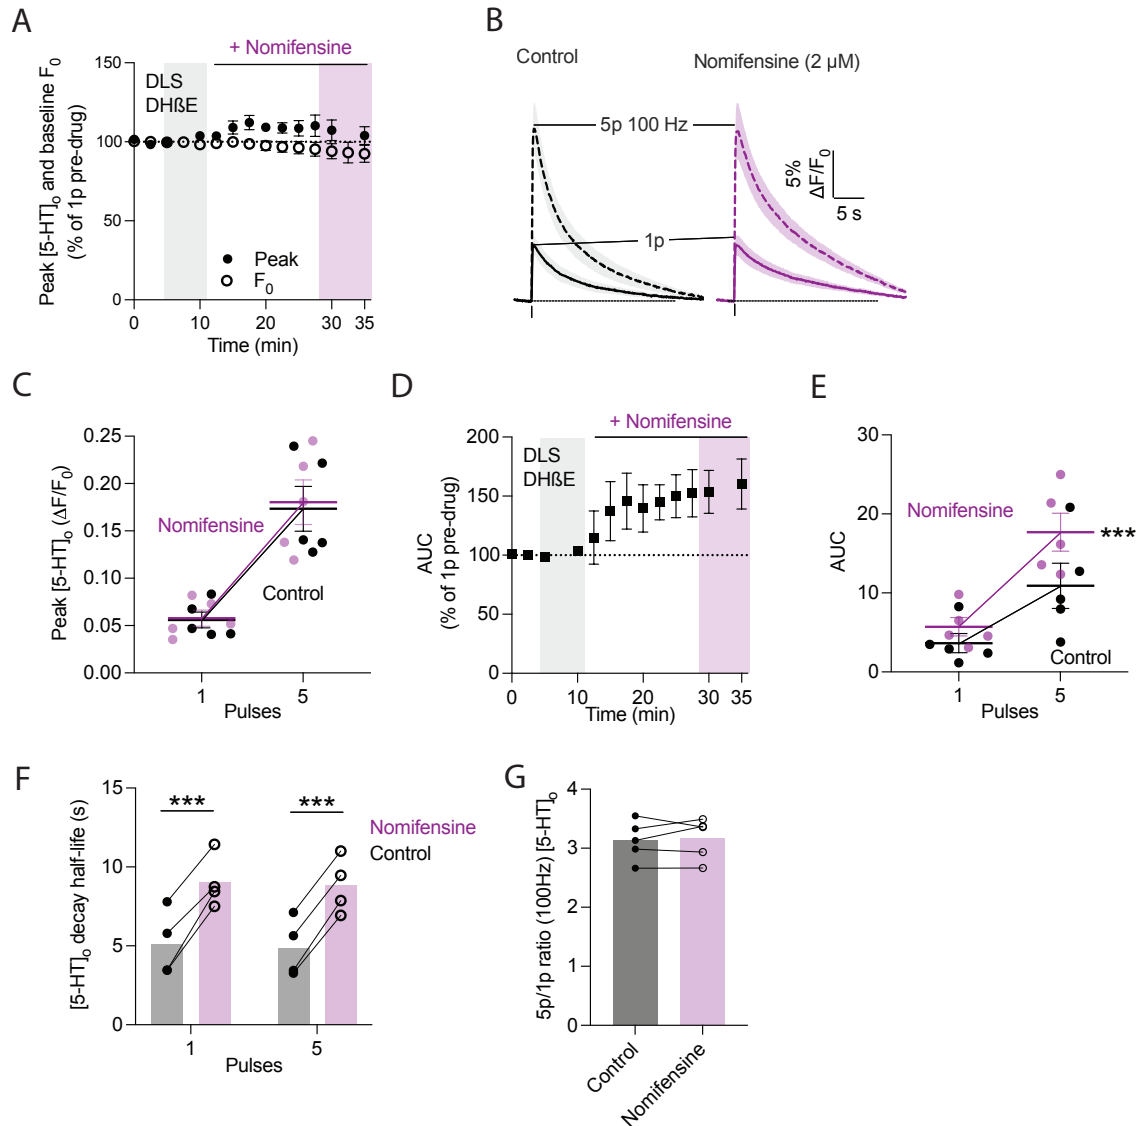 A
+ Nomifensine
150
100
50
0
DLS
DHßE
Peak
F0
Peak [5-HT]o and baseline F0
(% of 1p pre-drug)
0
10
20
30
35
Time (min)
B
Control
Nomifensine (2 µM)
5p 100 Hz
1p
5%
ΔF/F0
5 s
C
0.25
0.20
0.15
0.10
0.05
0.00
Peak [5-HT]o (ΔF/F0)
Nomifensine
Control
1
5
Pulses
D
+ Nomifensine
200
150
100
50
0
DLS
DHßE
AUC
(% of 1p pre-drug)
0
10
20
30
35
Time (min)
E
30
20
10
0
AUC
Nomifensine
***
Control
1
5
Pulses
F
15
10
5
0
[5-HT]o decay half-life (s)
***
***
Nomifensine
Control
1
5
Pulses
G
4
3
2
1
0
5p/1p ratio (100Hz) [5-HT]o
Control
Nomifensine